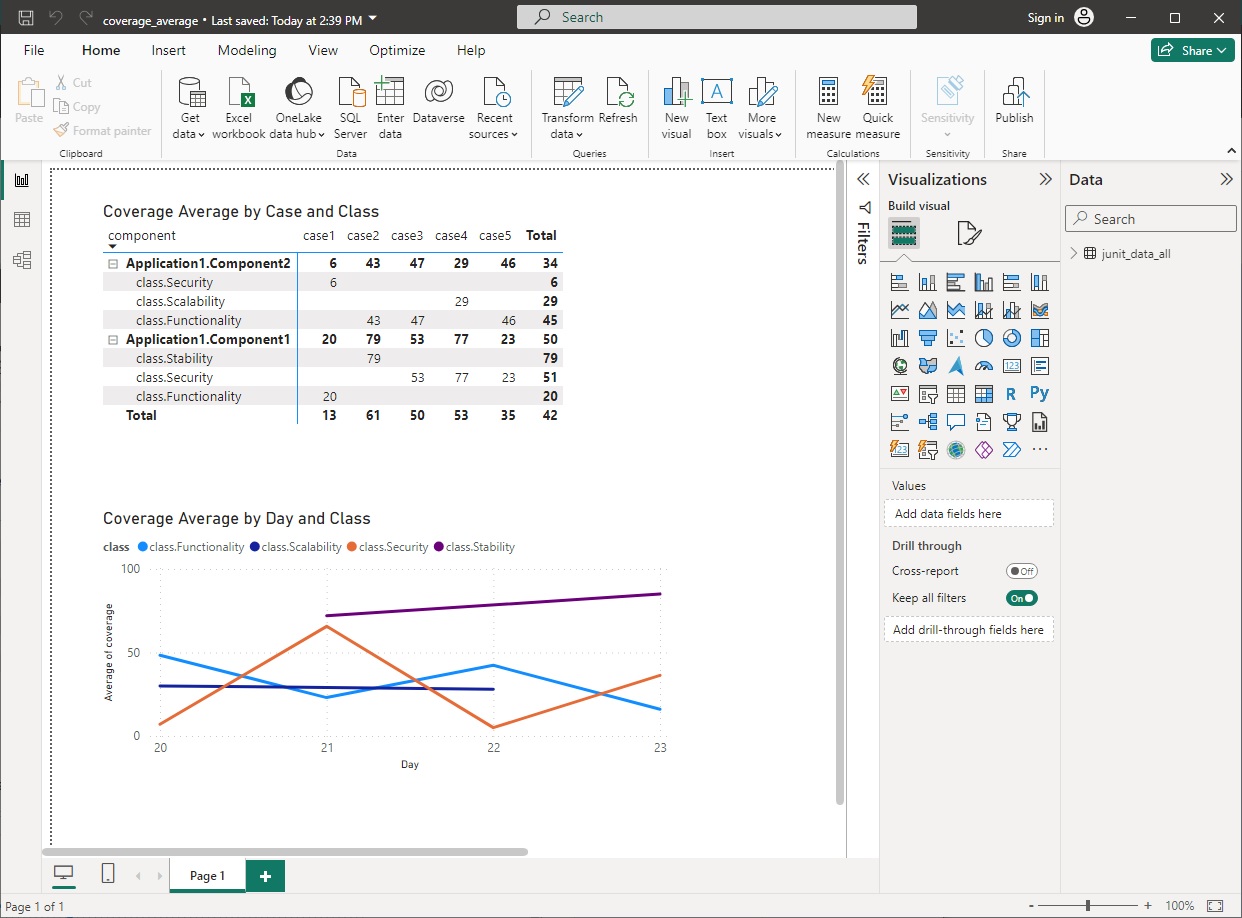 coverage_average • Last saved: Today at 2:39 PM
Search
Sign in
File Home Insert Modeling View Optimize Help
Share
Paste
Cut
Copy
Format painter
Get data
Excel workbook
OneLake data hub
SQL Server
Enter data
Dataverse
Recent sources
Transform data
Refresh
New visual
Text box
More visuals
New measure
Quick measure
Sensitivity
Publish
Clipboard Data Queries Insert Calculations Sensitivity Share
Coverage Average by Case and Class
component case1 case2 case3 case4 case5 Total
Application1.Component2 6 43 47 29 46 34
class.Security 6 6
class.Scalability 29 29
class.Functionality 43 47 46 45
Application1.Component1 20 79 53 77 23 50
class.Stability 79 79
class.Security 53 77 23 51
class.Functionality 20 20
Total 13 61 50 53 35 42
Coverage Average by Day and Class
class class.Functionality class.Scalability class.Security class.Stability
Average of coverage
100
50
0
20 21 22 23
Day
Filters
Visualizations
Build visual
123
R Py
123
Values
Add data fields here
Drill through
Cross-report Off
Keep all filters On
Add drill-through fields here
Data
Search
junit_data_all
Page 1
Page 1 of 1
- + 100%